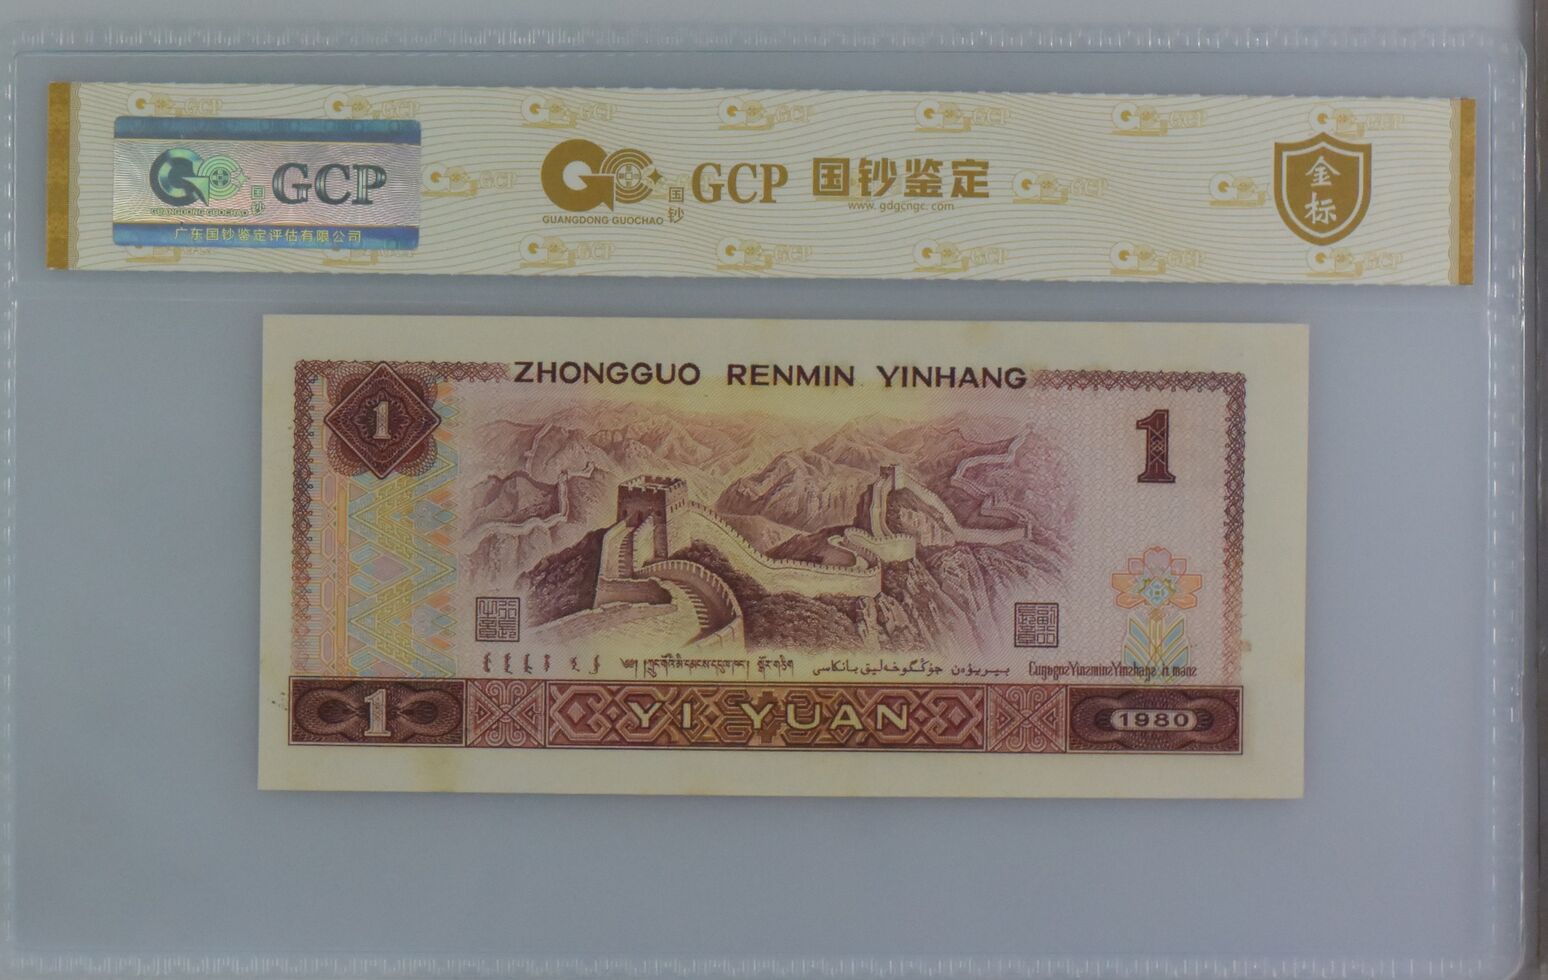 GCP
GUANGDONG GUOCHAO
国钞
广东国钞鉴定评估有限公司
GUANGDONG GUOCHAO
国钞
GCP 国钞鉴定
www.gdgcngc.com
金标
ZHONGGUO RENMIN YINHANG
1
1
1
YI YUAN
1980